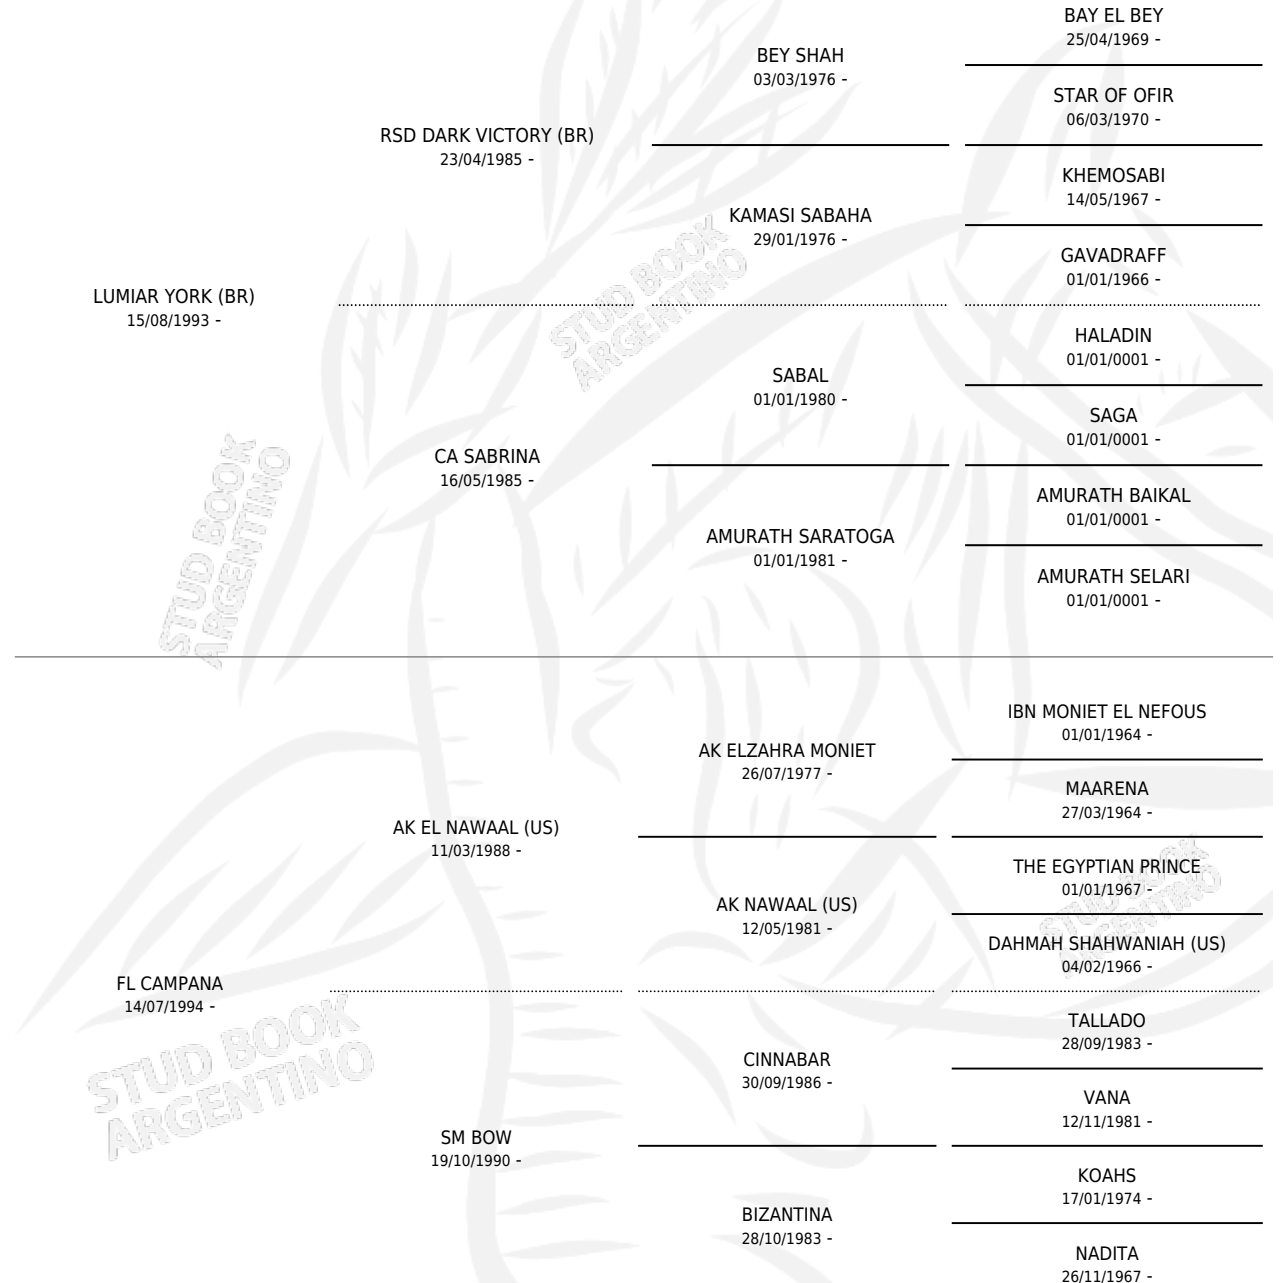 BAY EL BEY
25/04/1969 -
BEY SHAH
03/03/1976 -
STAR OF OFIR
06/03/1970 -
RSD DARK VICTORY (BR)
23/04/1985 -
KHEMOSABI
14/05/1967 -
KAMASI SABAHA
29/01/1976 -
GAVADRAFF
01/01/1966 -
LUMIAR YORK (BR)
15/08/1993 -
HALADIN
01/01/0001 -
SABAL
01/01/1980 -
SAGA
01/01/0001 -
CA SABRINA
16/05/1985 -
AMURATH BAIKAL
01/01/0001 -
AMURATH SARATOGA
01/01/1981 -
AMURATH SELARI
01/01/0001 -
STUD BOOK
ARGENTINO
STUD BOOK
ARGENTINO
IBN MONIET EL NEFOUS
01/01/1964 -
AK ELZAHRA MONIET
26/07/1977 -
MAARENA
27/03/1964 -
AK EL NAWAAL (US)
11/03/1988 -
THE EGYPTIAN PRINCE
01/01/1967 -
AK NAWAAL (US)
12/05/1981 -
DAHMAH SHAHWANIAH (US)
04/02/1966 -
STUD BOOK
ARGENTINO
FL CAMPANA
14/07/1994 -
TALLADO
28/09/1983 -
CINNABAR
30/09/1986 -
VANA
12/11/1981 -
STUD BOOK
ARGENTINO
SM BOW
19/10/1990 -
KOAHS
17/01/1974 -
BIZANTINA
28/10/1983 -
NADITA
26/11/1967 -